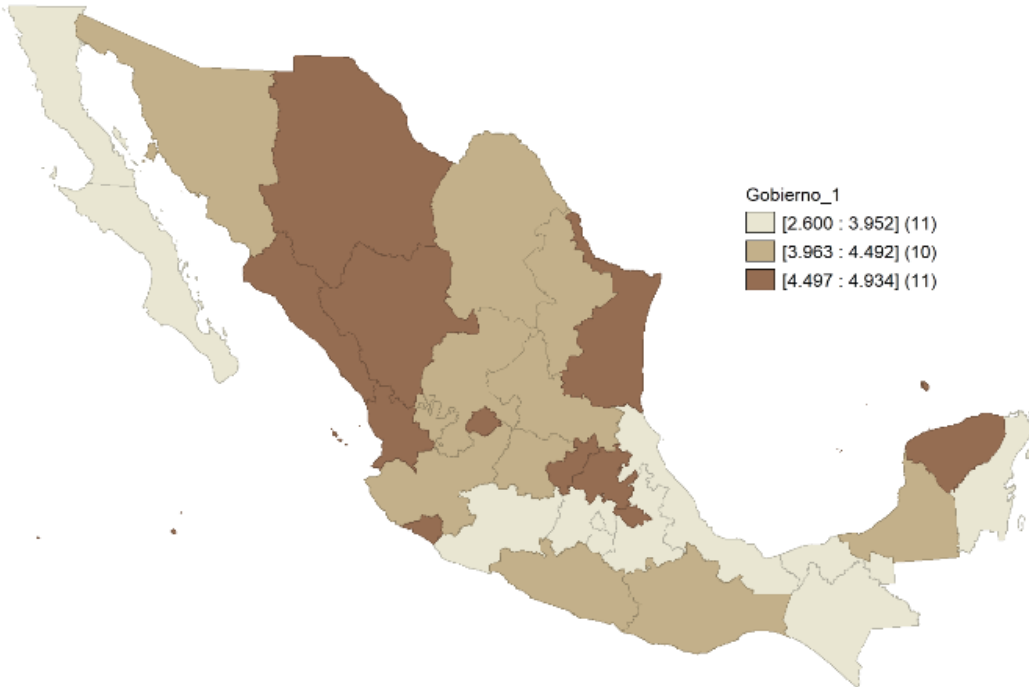 Gobierno_1
[2.600 : 3.952] (11)
[3.963 : 4.492] (10)
[4.497 : 4.934] (11)